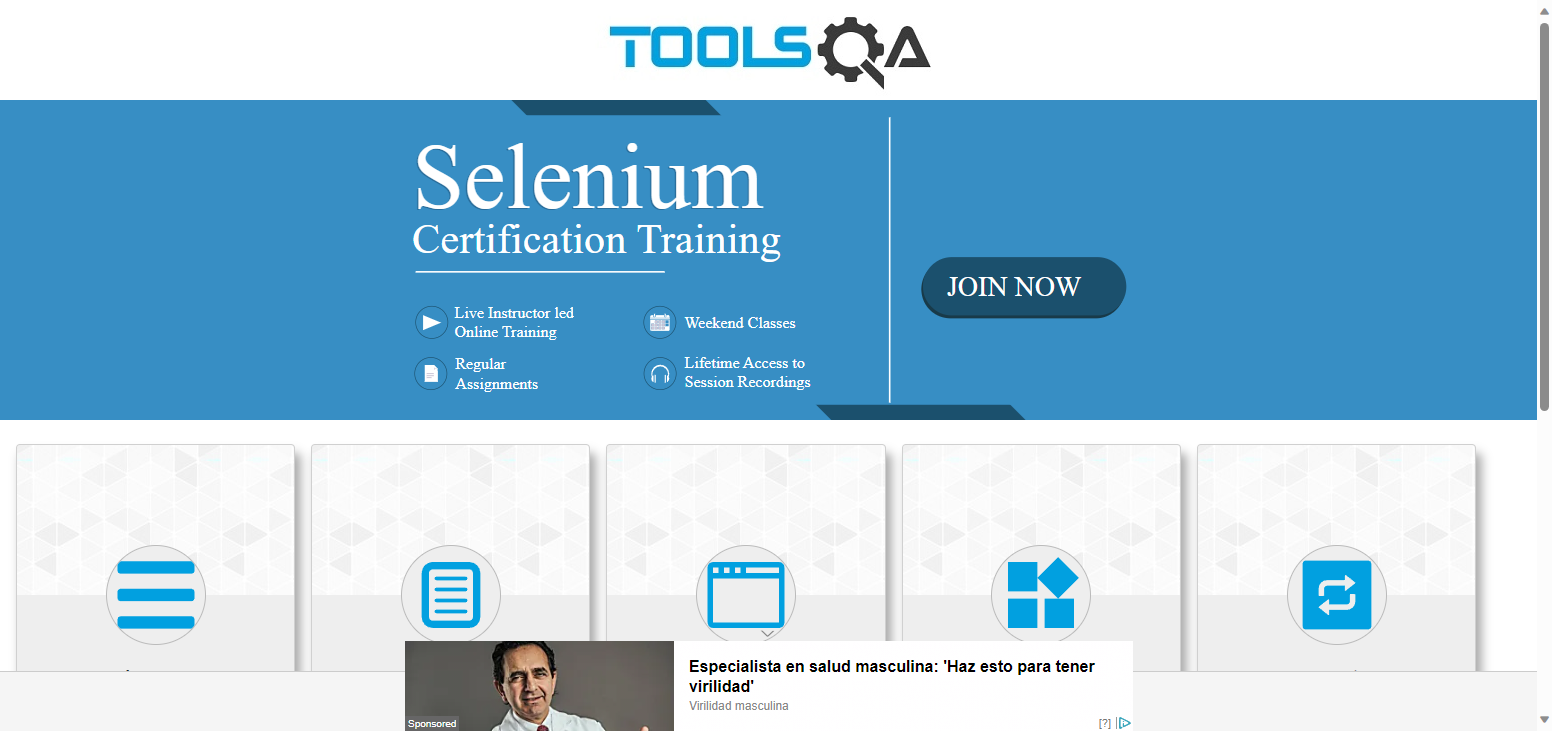 TOOLSQA
Selenium
Certification Training
JOIN NOW
Live Instructor led
Online Training
Weekend Classes
Regular
Assignments
Lifetime Access to
Session Recordings
Especialista en salud masculina: 'Haz esto para tener
virilidad'
Virilidad masculina
Sponsored
[?]